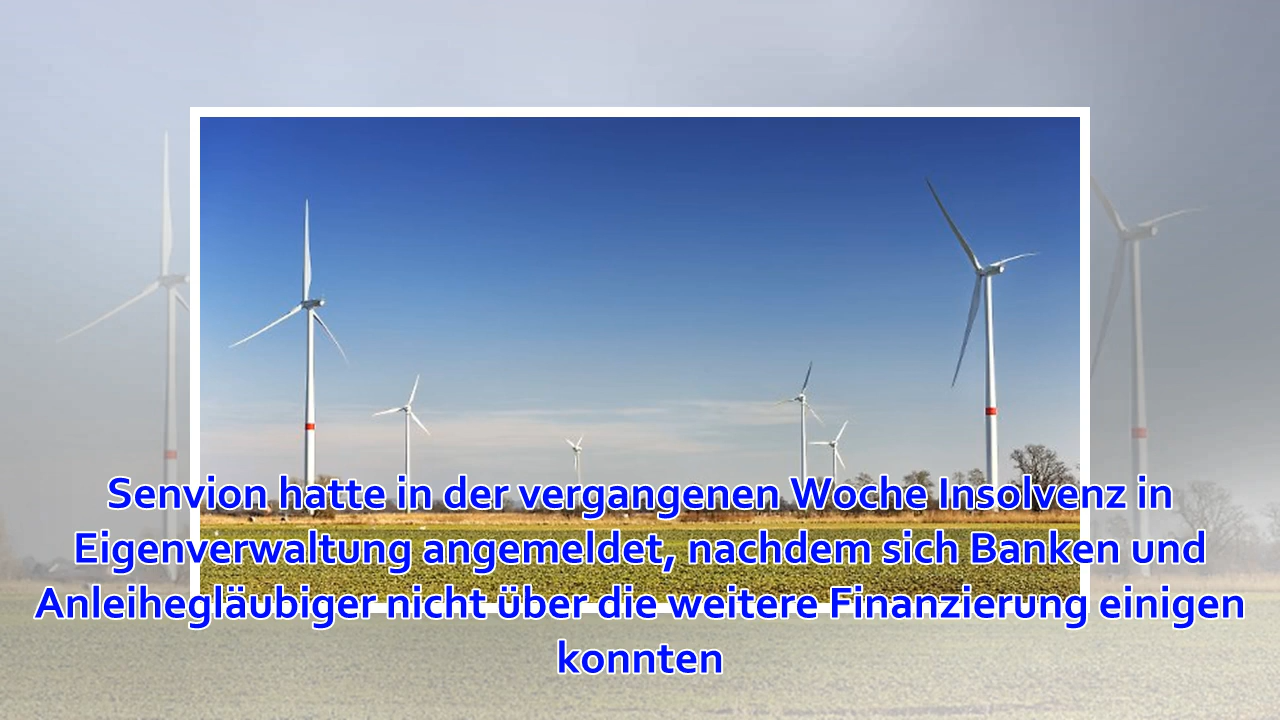 Senvion hatte in der vergangenen Woche Insolvenz in
Eigenverwaltung angemeldet, nachdem sich Banken und
Anleihegläubiger nicht über die weitere Finanzierung einigen
konnten